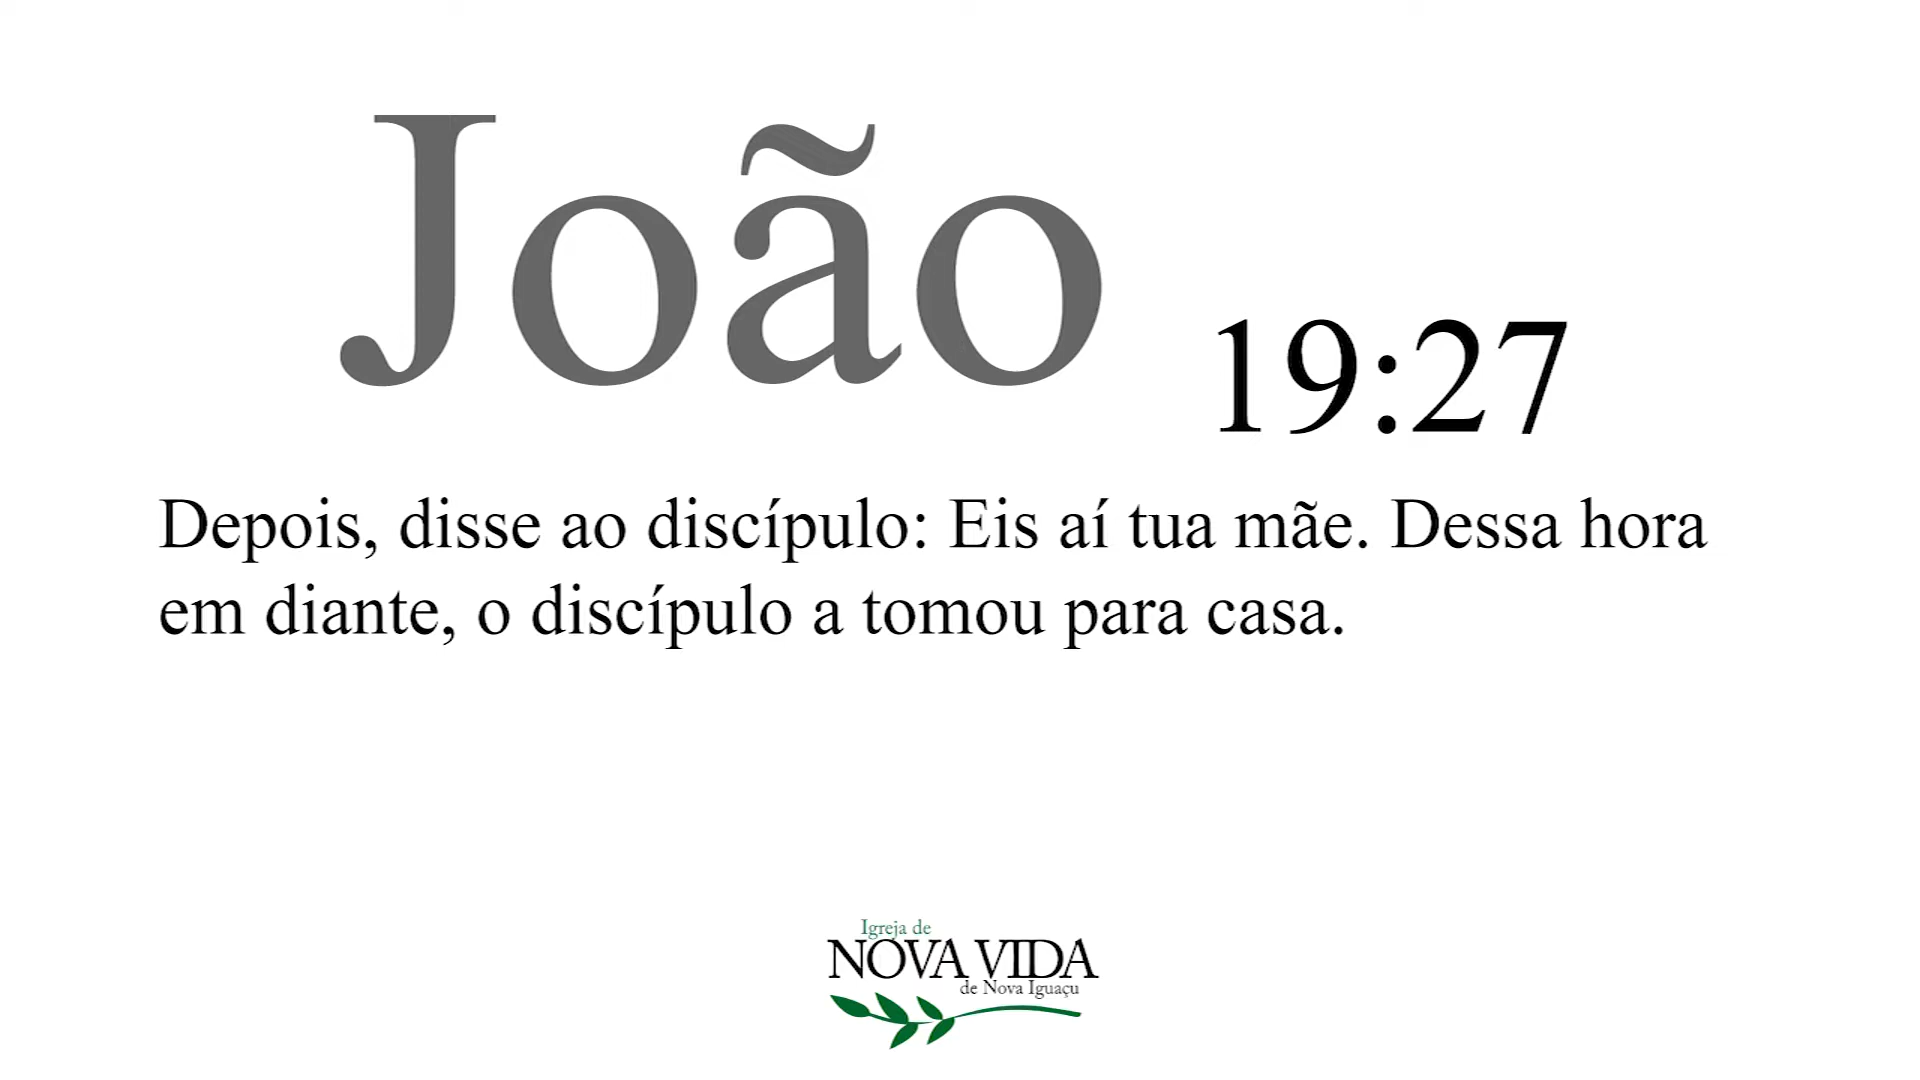 João 19:27
Depois, disse ao discípulo: Eis aí tua mãe. Dessa hora
em diante, o discípulo a tomou para casa.
Igreja de
NOVA VIDA
de Nova Iguaçu